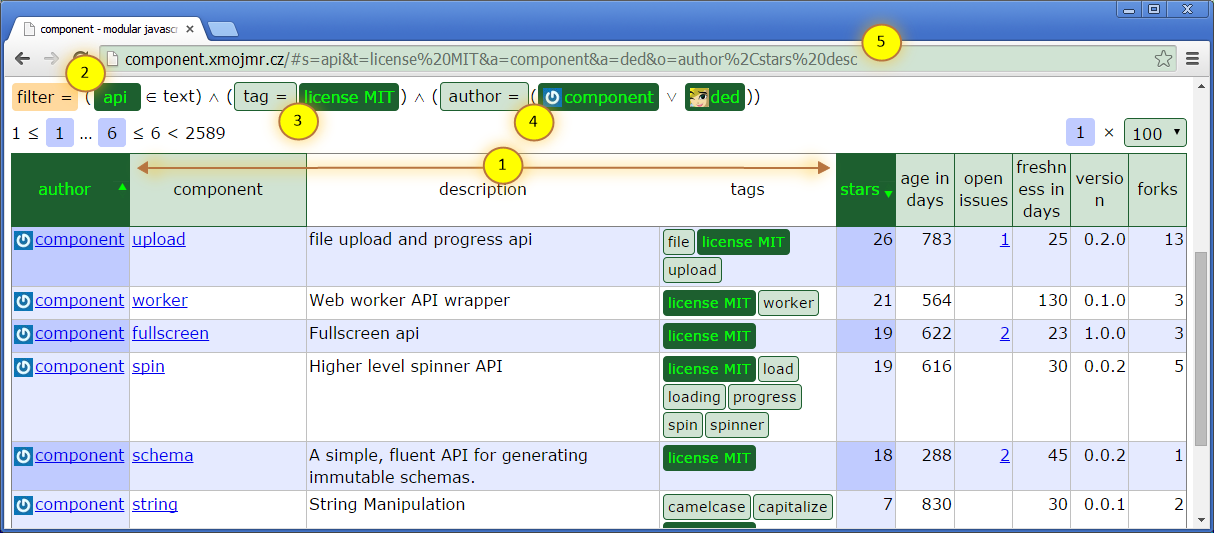 component - modular javasc
component.xmojmr.cz/#s=api&t=license%20MIT&a=component&a=ded&o=author%2Cstars%20desc
5
2
filter = ( api ∈ text) ∧ ( tag = license MIT ) ∧ ( author = ( component ∨ ded ))
3
4
1 ≤ 1 ... 6 ≤ 6 < 2589
1 × 100
1
author component description tags stars age in days open issues freshn ess in days versio n forks
component upload file upload and progress api file license MIT upload 26 783 1 25 0.2.0 13
component worker Web worker API wrapper license MIT worker 21 564 130 0.1.0 3
component fullscreen Fullscreen api license MIT 19 622 2 23 1.0.0 3
component spin Higher level spinner API license MIT load loading progress spin spinner 19 616 30 0.0.2 5
component schema A simple, fluent API for generating immutable schemas. license MIT 18 288 2 45 0.0.2 1
component string String Manipulation camelcase capitalize 7 830 30 0.0.1 2